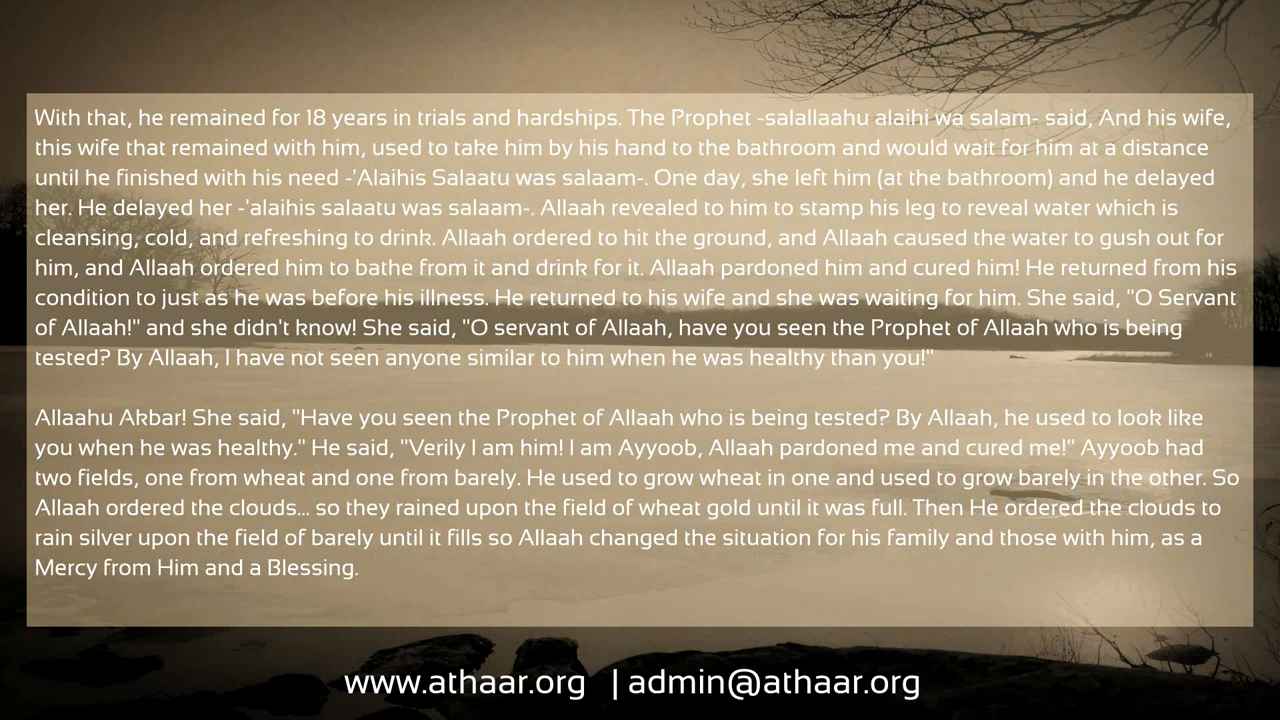 With that, he remained for 18 years in trials and hardships. The Prophet -salallaahu alaihi wa salam- said, And his wife,
this wife that remained with him, used to take him by his hand to the bathroom and would wait for him at a distance
until he finished with his need -'Alaihis Salaatu was salaam-. One day, she left him (at the bathroom) and he delayed
her. He delayed her -'alaihis salaatu was salaam-. Allaah revealed to him to stamp his leg to reveal water which is
cleansing, cold, and refreshing to drink. Allaah ordered to hit the ground, and Allaah caused the water to gush out for
him, and Allaah ordered him to bathe from it and drink for it. Allaah pardoned him and cured him! He returned from his
condition to just as he was before his illness. He returned to his wife and she was waiting for him. She said, "O Servant
of Allaah!" and she didn't know! She said, "O servant of Allaah, have you seen the Prophet of Allaah who is being
tested? By Allaah, I have not seen anyone similar to him when he was healthy than you!"
Allaahu Akbar! She said, "Have you seen the Prophet of Allaah who is being tested? By Allaah, he used to look like
you when he was healthy." He said, "Verily I am him! I am Ayyoob, Allaah pardoned me and cured me!" Ayyoob had
two fields, one from wheat and one from barely. He used to grow wheat in one and used to grow barely in the other. So
Allaah ordered the clouds... so they rained upon the field of wheat gold until it was full. Then He ordered the clouds to
rain silver upon the field of barely until it fills so Allaah changed the situation for his family and those with him, as a
Mercy from Him and a Blessing.
www.athaar.org | admin@athaar.org